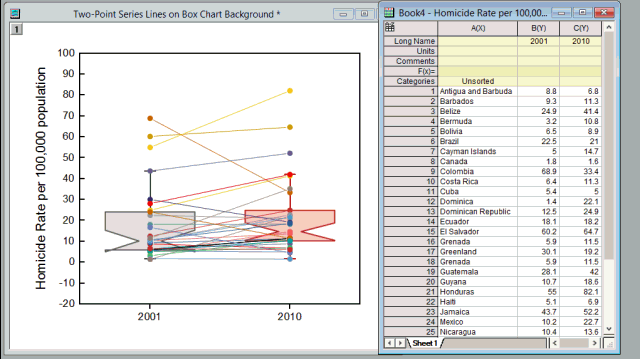 Two-Point Series Lines on Box Chart Background *
1
100
90
80
70
60
50
40
30
20
10
0
-10
-20
Homicide Rate per 100,000 population
2001 2010
Book4 - Homicide Rate per 100,00...
A(X) B(Y) C(Y)
Long Name 2001 2010
Units
Comments
F(x)=
Categories Unsorted
1 Antigua and Barbuda 8.8 6.8
2 Barbados 9.3 11.3
3 Belize 24.9 41.4
4 Bermuda 3.2 10.8
5 Bolivia 6.5 8.9
6 Brazil 22.5 21
7 Cayman Islands 5 14.7
8 Canada 1.8 1.6
9 Colombia 68.9 33.4
10 Costa Rica 6.4 11.3
11 Cuba 5.4 5
12 Dominica 1.4 22.1
13 Dominican Republic 12.5 24.9
14 Ecuador 18.1 18.2
15 El Salvador 60.2 64.7
16 Grenada 5.9 11.5
17 Greenland 30.1 19.2
18 Grenada 5.9 11.5
19 Guatemala 28.1 42
20 Guyana 10.7 18.6
21 Honduras 55 82.1
22 Haiti 5.1 6.9
23 Jamaica 43.7 52.2
24 Mexico 10.2 22.7
25 Nicaragua 10.4 13.6
Sheet1